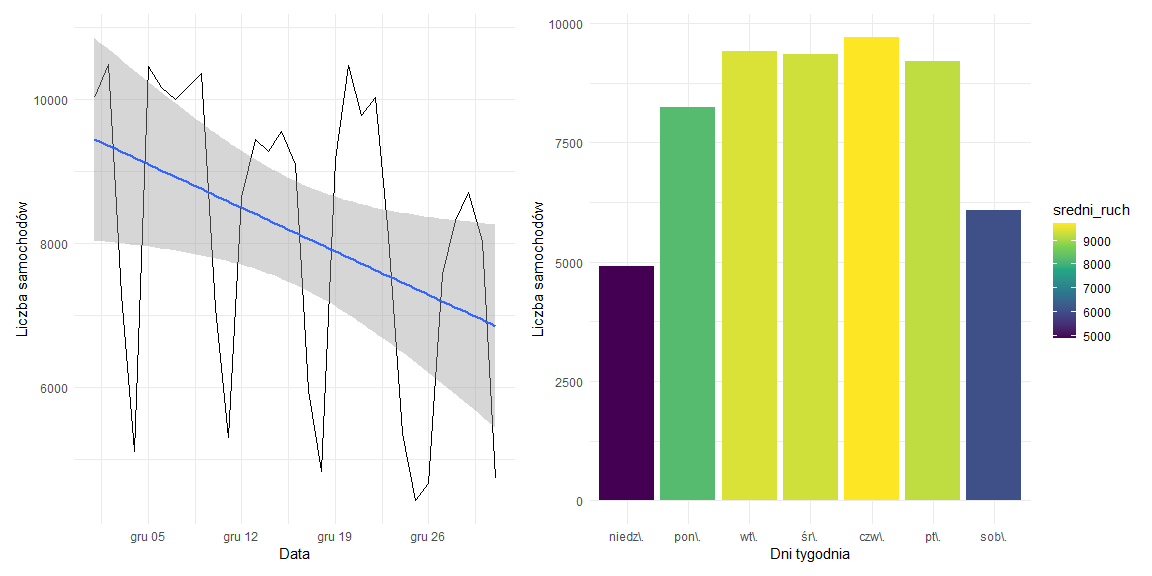 Liczba samochodów
10000
8000
6000
gru 05
gru 12
gru 19
gru 26
Data
Liczba samochodów
10000
7500
5000
2500
0
niedz\.
pon\.
wt\.
śr\.
czw\.
pt\.
sob\.
Dni tygodnia
sredni_ruch
9000
8000
7000
6000
5000